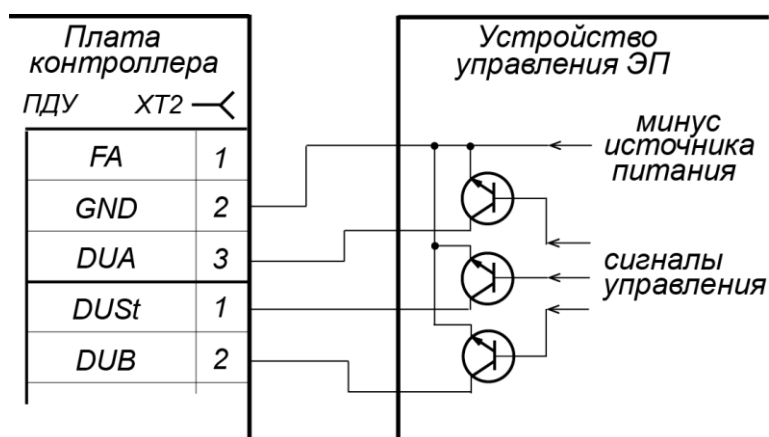 Плата
контроллера
ПДУ XT2
FA 1
GND 2
DUA 3
DUSt 1
DUB 2
Устройство
управления ЭП
минус
источника
питания
сигналы
управления